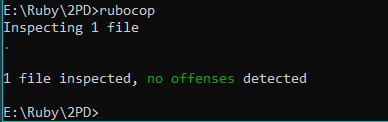 E:\Ruby\2PD>rubocop
Inspecting 1 file
.
1 file inspected, no offenses detected
E:\Ruby\2PD>